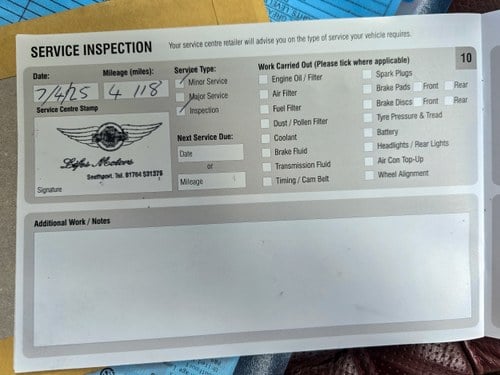 SERVICE INSPECTION
Your service centre retailer will advise you on the type of service your vehicle requires.
10
Date:
7/4/25
Mileage (miles):
4 118
Service Centre Stamp
Southport. Tel. 01704 531375
Signature
Service Type:
Minor Service
Major Service
Inspection
Next Service Due:
Date
or
Mileage
Work Carried Out (Please tick where applicable)
Engine Oil / Filter
Air Filter
Fuel Filter
Dust / Pollen Filter
Coolant
Brake Fluid
Transmission Fluid
Timing / Cam Belt
Spark Plugs
Brake Pads Front Rear
Brake Discs Front Rear
Tyre Pressure & Tread
Battery
Headlights / Rear Lights
Air Con Top-Up
Wheel Alignment
Additional Work / Notes